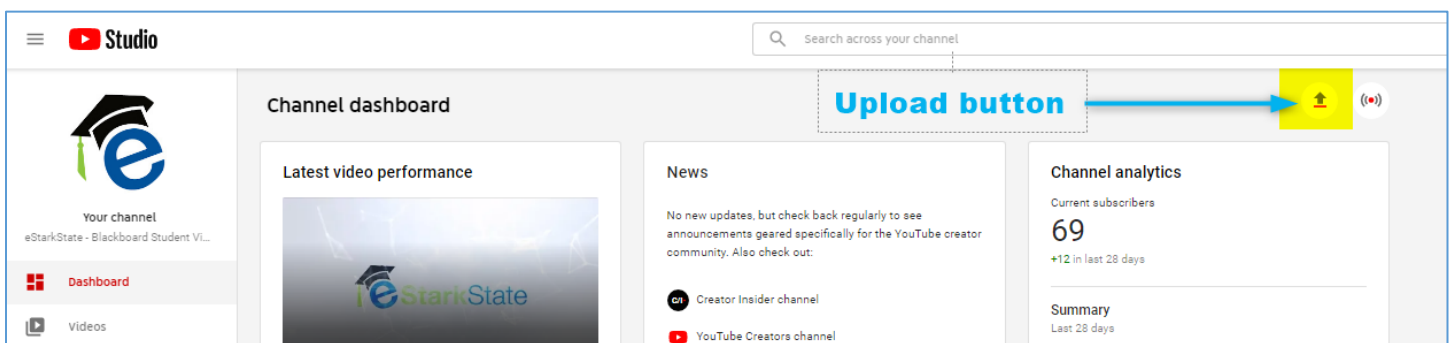 Studio
Search across your channel
Channel dashboard
Upload button
e
Your channel
eStarkState - Blackboard Student Vi...
Dashboard
Videos
Latest video performance
eStarkState
News
No new updates, but check back regularly to see
announcements geared specifically for the YouTube creator
community. Also check out:
C/I
Creator Insider channel
YouTube Creators channel
Channel analytics
Current subscribers
69
+12 in last 28 days
Summary
Last 28 days